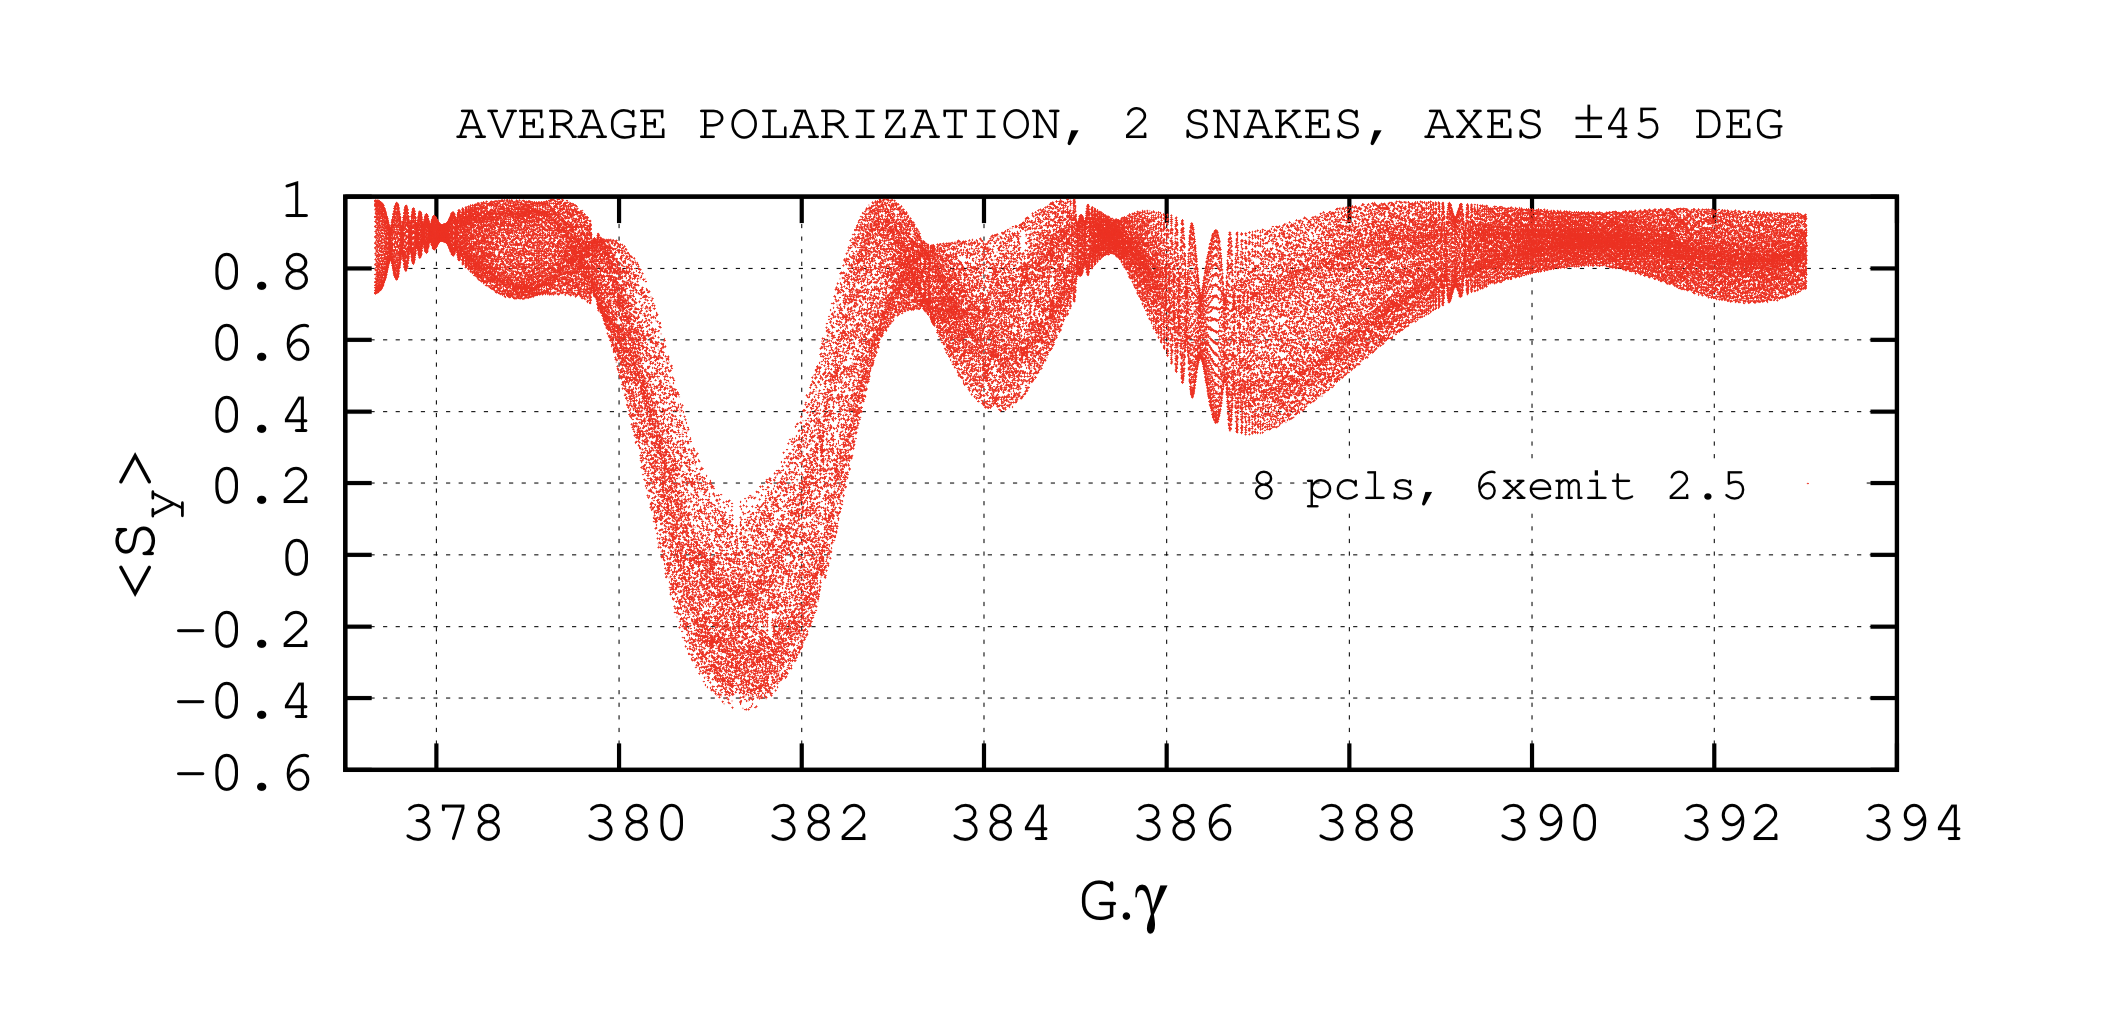 AVERAGE POLARIZATION, 2 SNAKES, AXES ±45 DEG
1
0.8
0.6
0.4
0.2
0
-0.2
-0.4
-0.6
<Sy>
8 pcls, 6xemit 2.5
378 380 382 384 386 388 390 392 394
G.γ